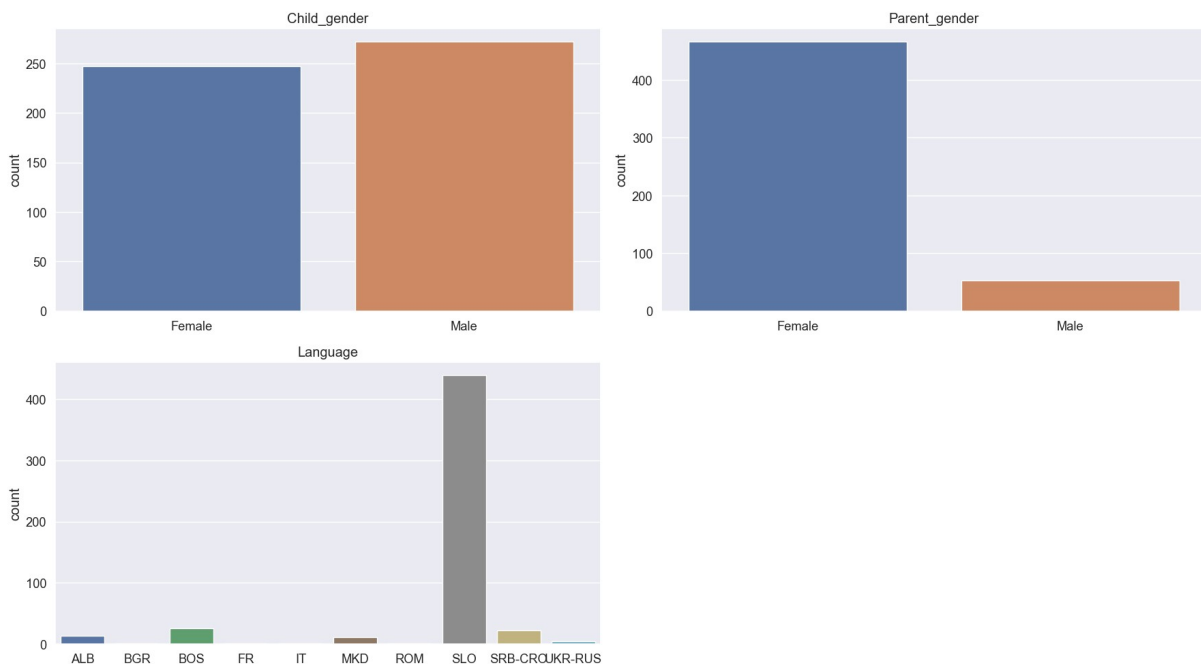 Child_gender
count
250
200
150
100
50
0
Female Male
Parent_gender
count
400
300
200
100
0
Female Male
Language
count
400
300
200
100
0
ALB BGR BOS FR IT MKD ROM SLO SRB-CRO UKR-RUS